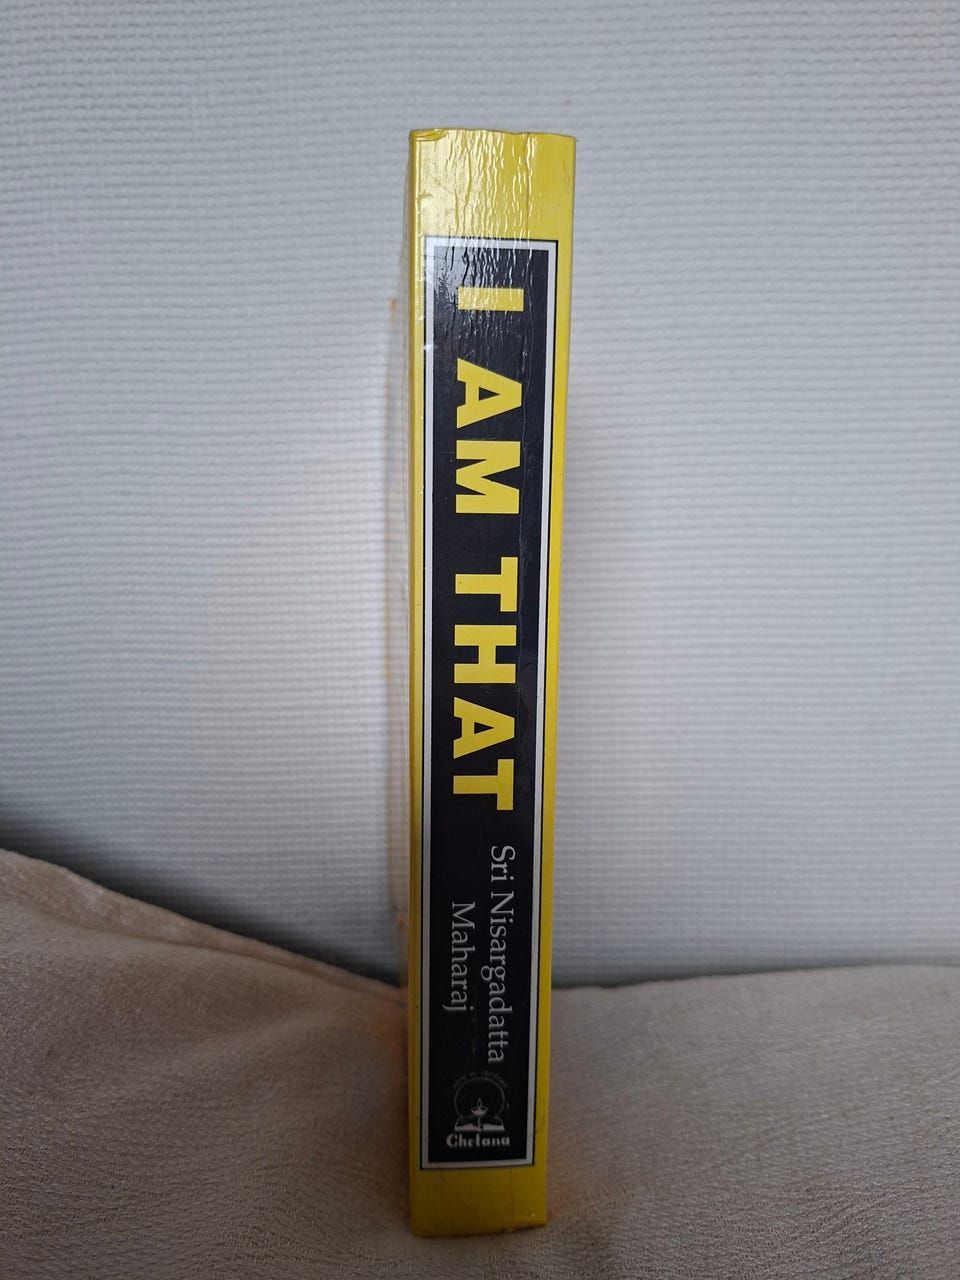 I AM THAT
Sri Nisargadatta
Maharaj
Chetana